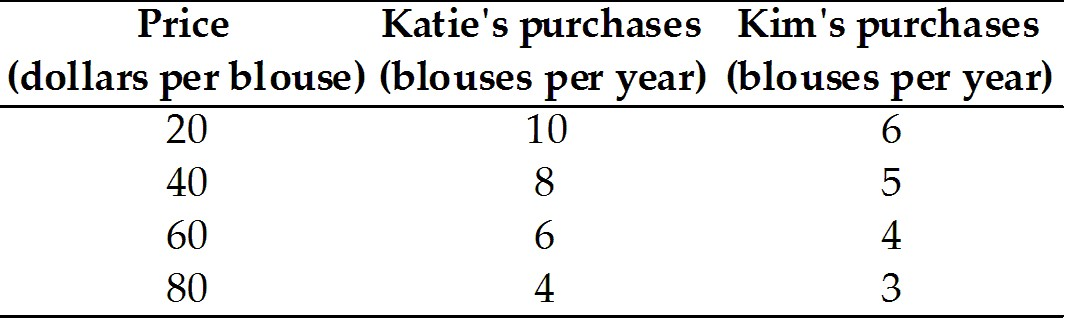 Price Katie's purchases Kim's purchases
(dollars per blouse) (blouses per year) (blouses per year)
20 10 6
40 8 5
60 6 4
80 4 3